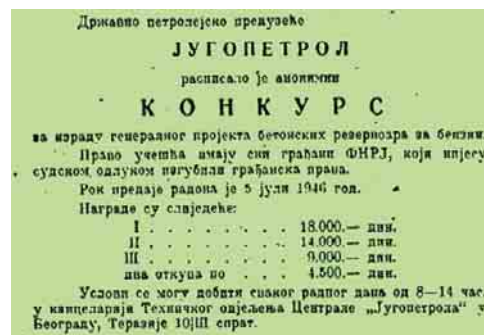 Државно петролејско предузеће
ЈУГОПЕТРОЛ
расписало је анонимни
КОНКУРС
за израду генералног пројекта бетонских резервоара за бензин.
Право учешћа имају сви грађани ФНРЈ, који нијесу
судском одлуком изгубили грађанска права.
Рок предаје радова је 5 јули 1946 год.
Награде су слиједеће:
I . . . . . . . 18.000.— дин.
II . . . . . . . 14.000.— дин.
III . . . . . . . 9.000.— дин.
два откупа по . . . 4.500.— дин.
Услови се могу добити сваког радног дана од 8—14 час.
у канцеларији Техничког одјељења Централе „Југопетрола" у
Београду, Теразије 10/III спрат.